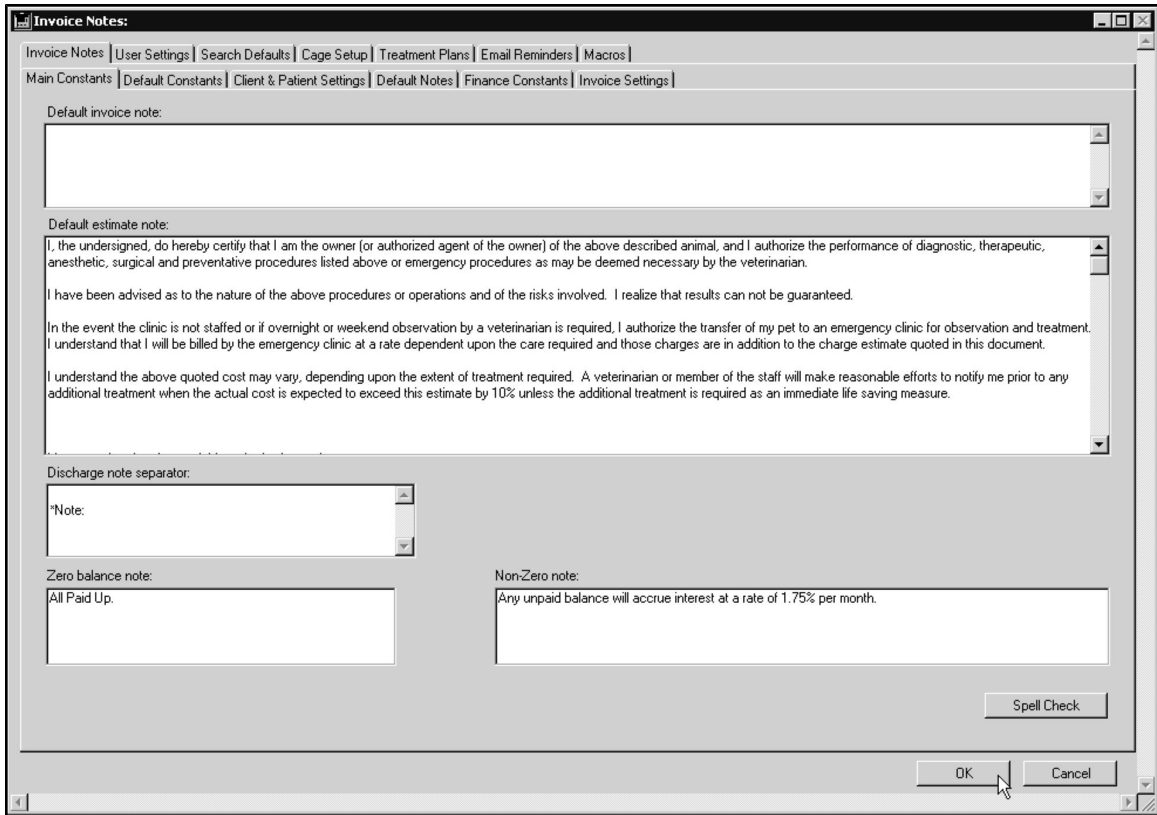 Invoice Notes:
Invoice Notes User Settings Search Defaults Cage Setup Treatment Plans Email Reminders Macros
Main Constants Default Constants Client & Patient Settings Default Notes Finance Constants Invoice Settings
Default invoice note:
Default estimate note:
I, the undersigned, do hereby certify that I am the owner (or authorized agent of the owner) of the above described animal, and I authorize the performance of diagnostic, therapeutic,
anesthetic, surgical and preventative procedures listed above or emergency procedures as may be deemed necessary by the veterinarian.
I have been advised as to the nature of the above procedures or operations and of the risks involved.  I realize that results can not be guaranteed.
In the event the clinic is not staffed or if overnight or weekend observation by a veterinarian is required, I authorize the transfer of my pet to an emergency clinic for observation and treatment.
I understand that I will be billed by the emergency clinic at a rate dependent upon the care required and those charges are in addition to the charge estimate quoted in this document.
I understand the above quoted cost may vary, depending upon the extent of treatment required.  A veterinarian or member of the staff will make reasonable efforts to notify me prior to any
additional treatment when the actual cost is expected to exceed this estimate by 10% unless the additional treatment is required as an immediate life saving measure.
Discharge note separator:
*Note:
Zero balance note:
All Paid Up.
Non-Zero note:
Any unpaid balance will accrue interest at a rate of 1.75% per month.
Spell Check
OK Cancel